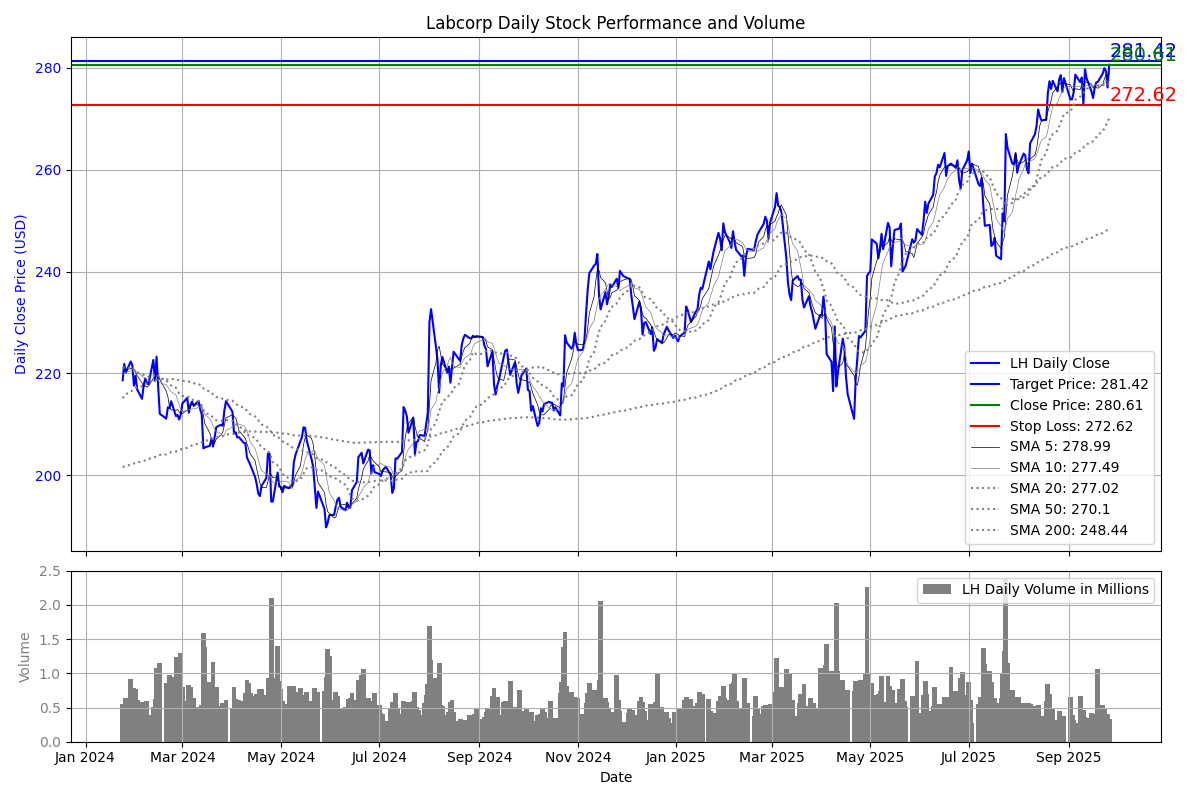 Labcorp Daily Stock Performance and Volume
281.42
280.61
272.62
280
260
240
220
200
Daily Close Price (USD)
LH Daily Close
Target Price: 281.42
Close Price: 280.61
Stop Loss: 272.62
SMA 5: 278.99
SMA 10: 277.49
SMA 20: 277.02
SMA 50: 270.1
SMA 200: 248.44
2.5
2.0
1.5
1.0
0.5
0.0
Volume
LH Daily Volume in Millions
Jan 2024 Mar 2024 May 2024 Jul 2024 Sep 2024 Nov 2024 Jan 2025 Mar 2025 May 2025 Jul 2025 Sep 2025
Date